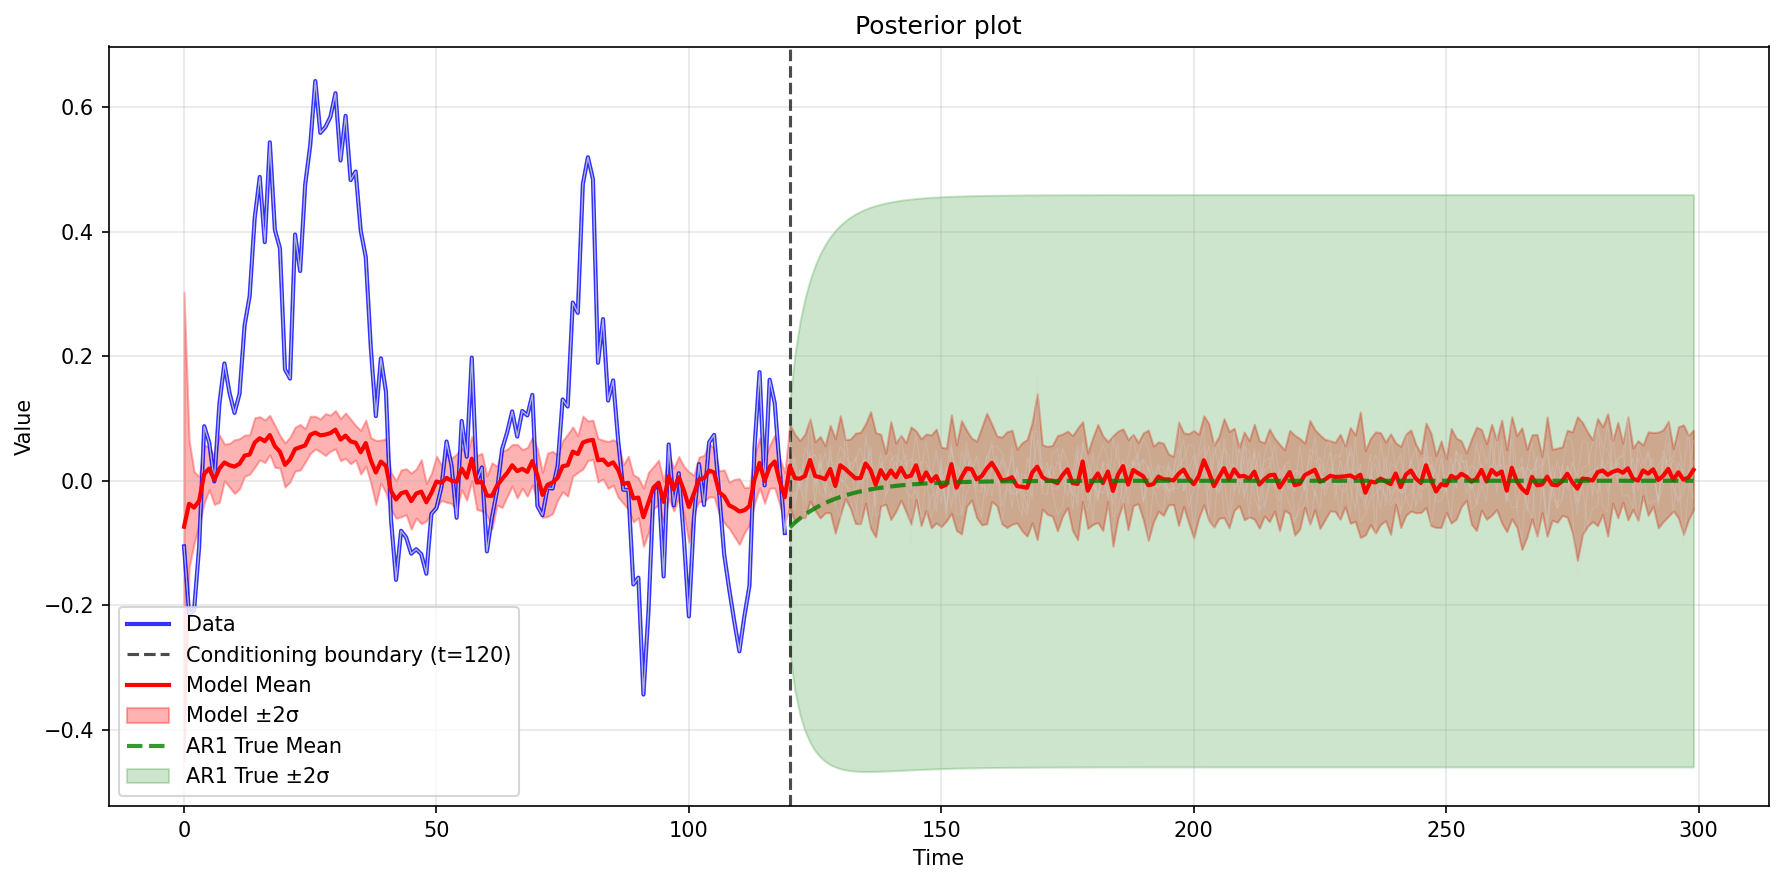 Posterior plot
Value
0.6
0.4
0.2
0.0
−0.2
−0.4
Data
Conditioning boundary (t=120)
Model Mean
Model ±2σ
AR1 True Mean
AR1 True ±2σ
0 50 100 150 200 250 300
Time